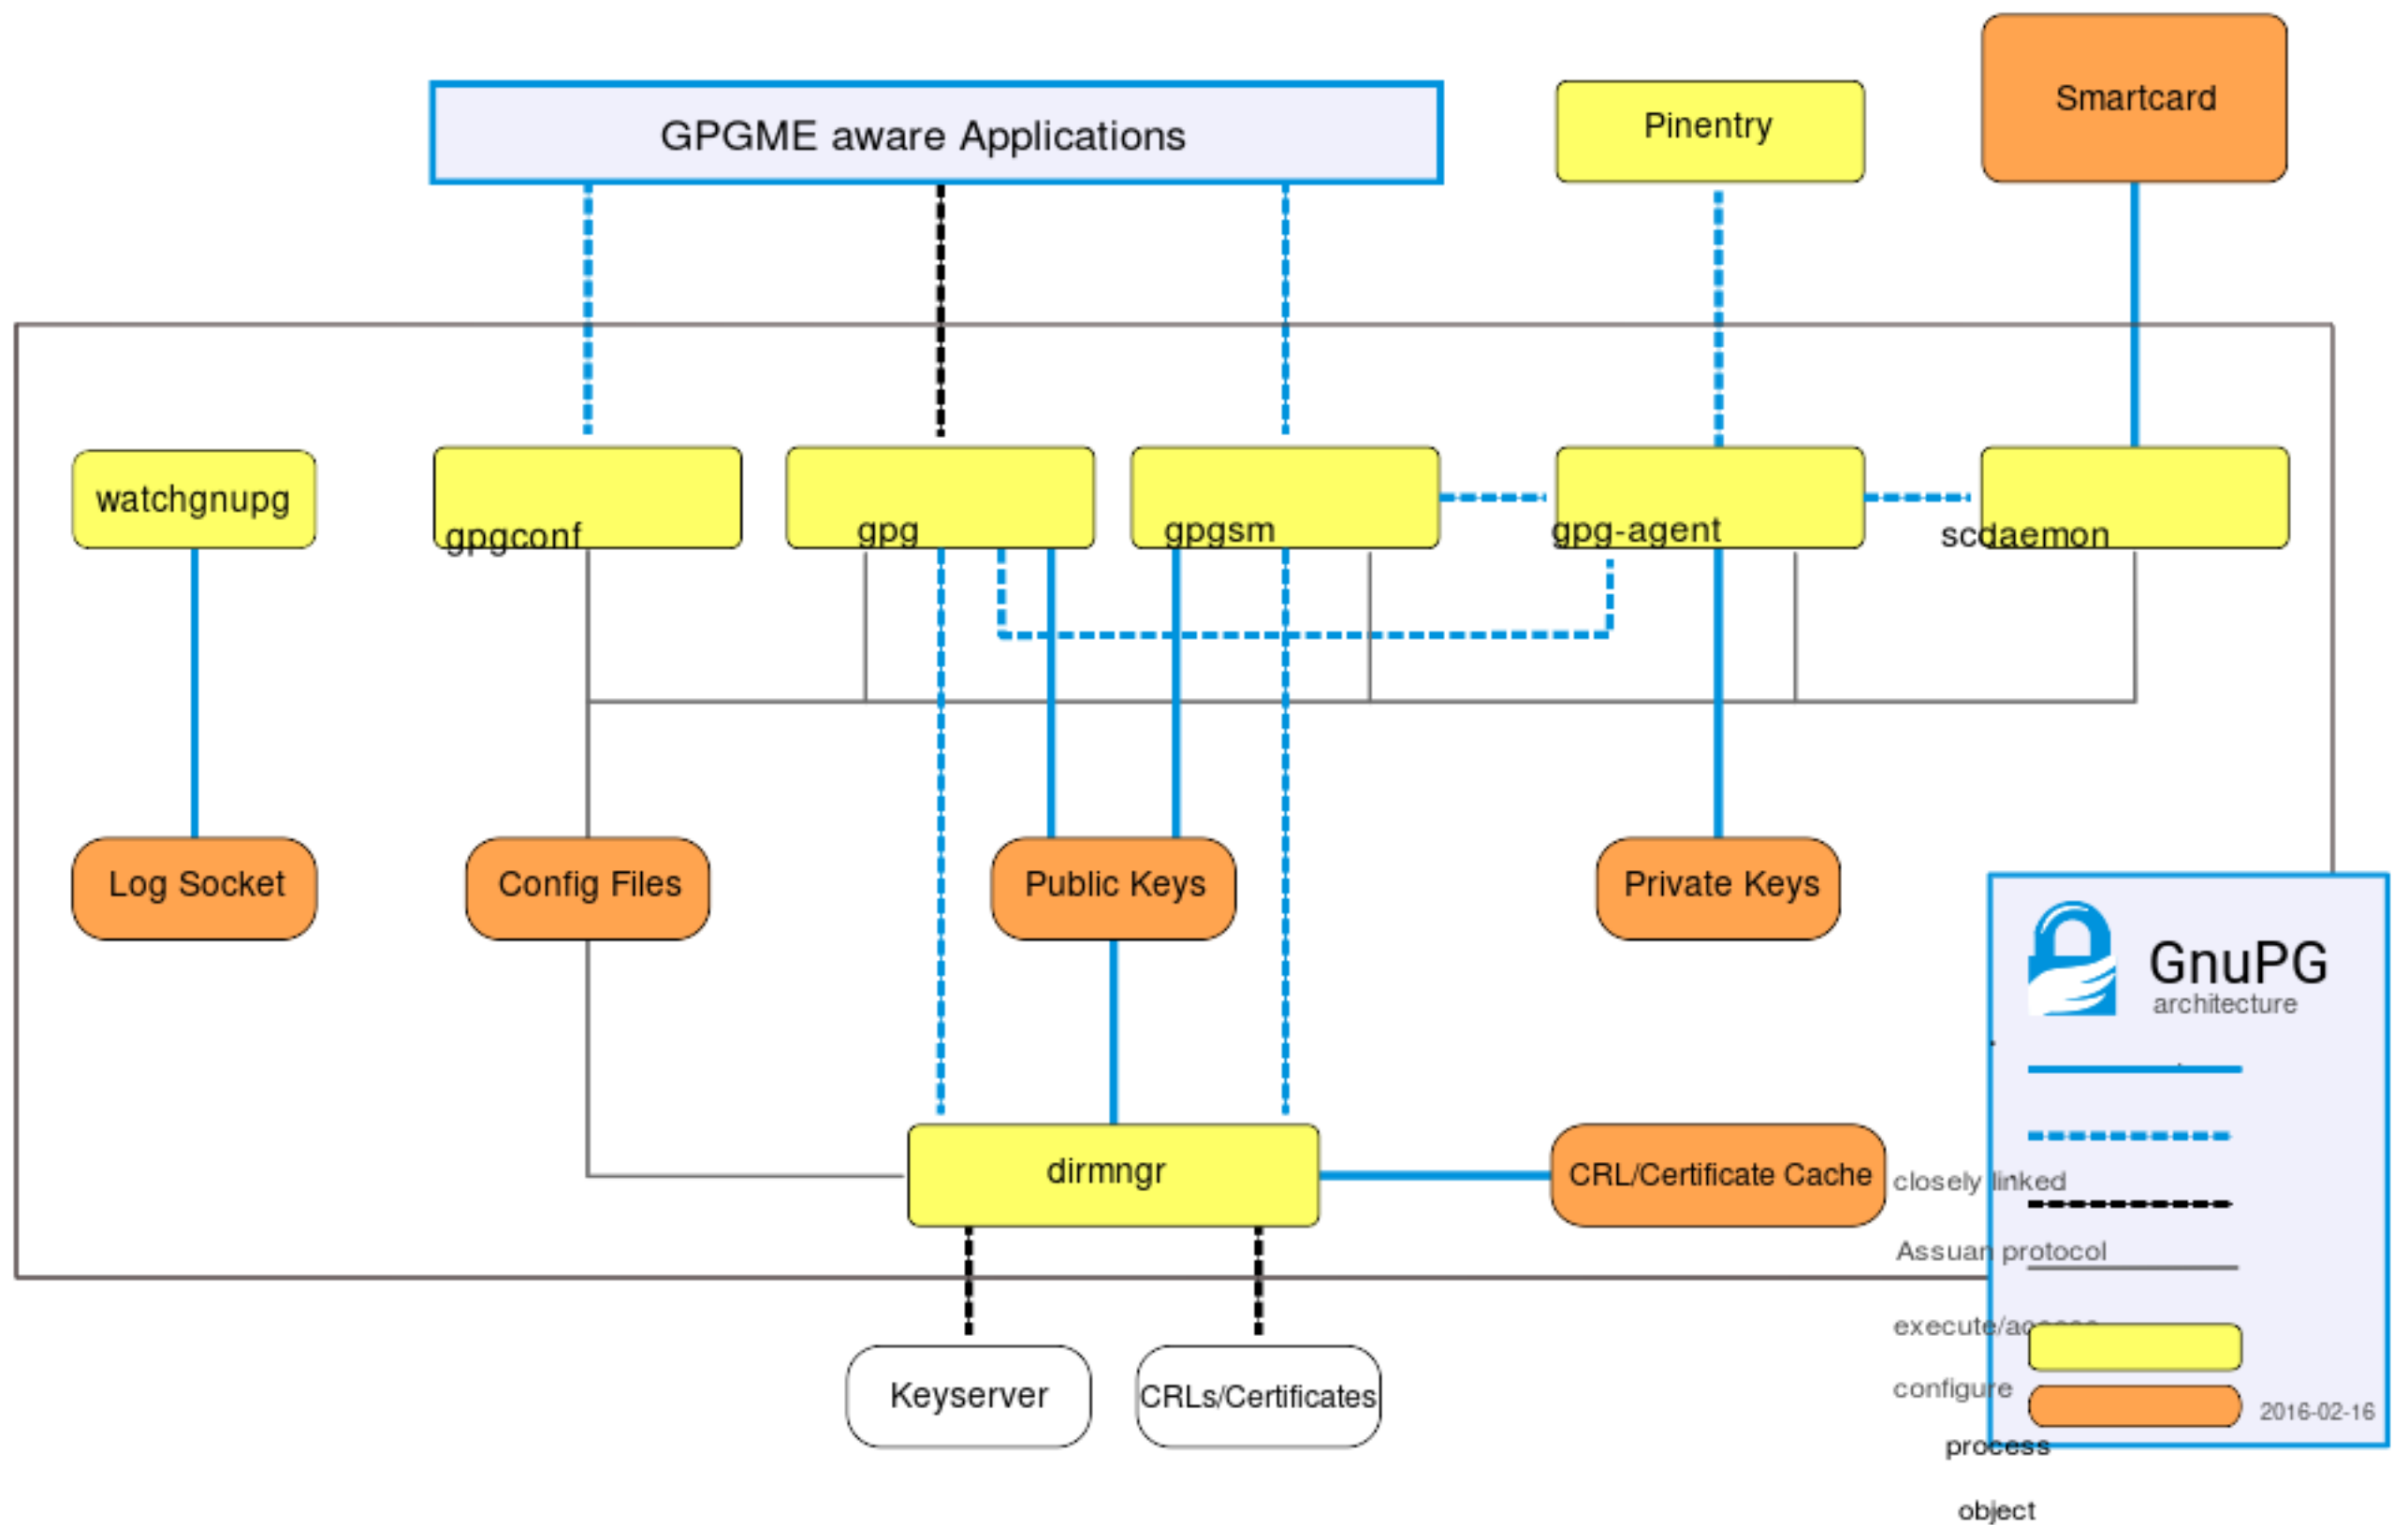 GPGME aware Applications
Pinentry
Smartcard
watchgnupg
gpgconf
gpg
gpgsm
gpg-agent
scdaemon
Log Socket
Config Files
Public Keys
Private Keys
GnuPG
architecture
dirmngr
CRL/Certificate Cache
closely linked
Assuan protocol
execute/access
configure
Keyserver
CRLs/Certificates
2016-02-16
process
object